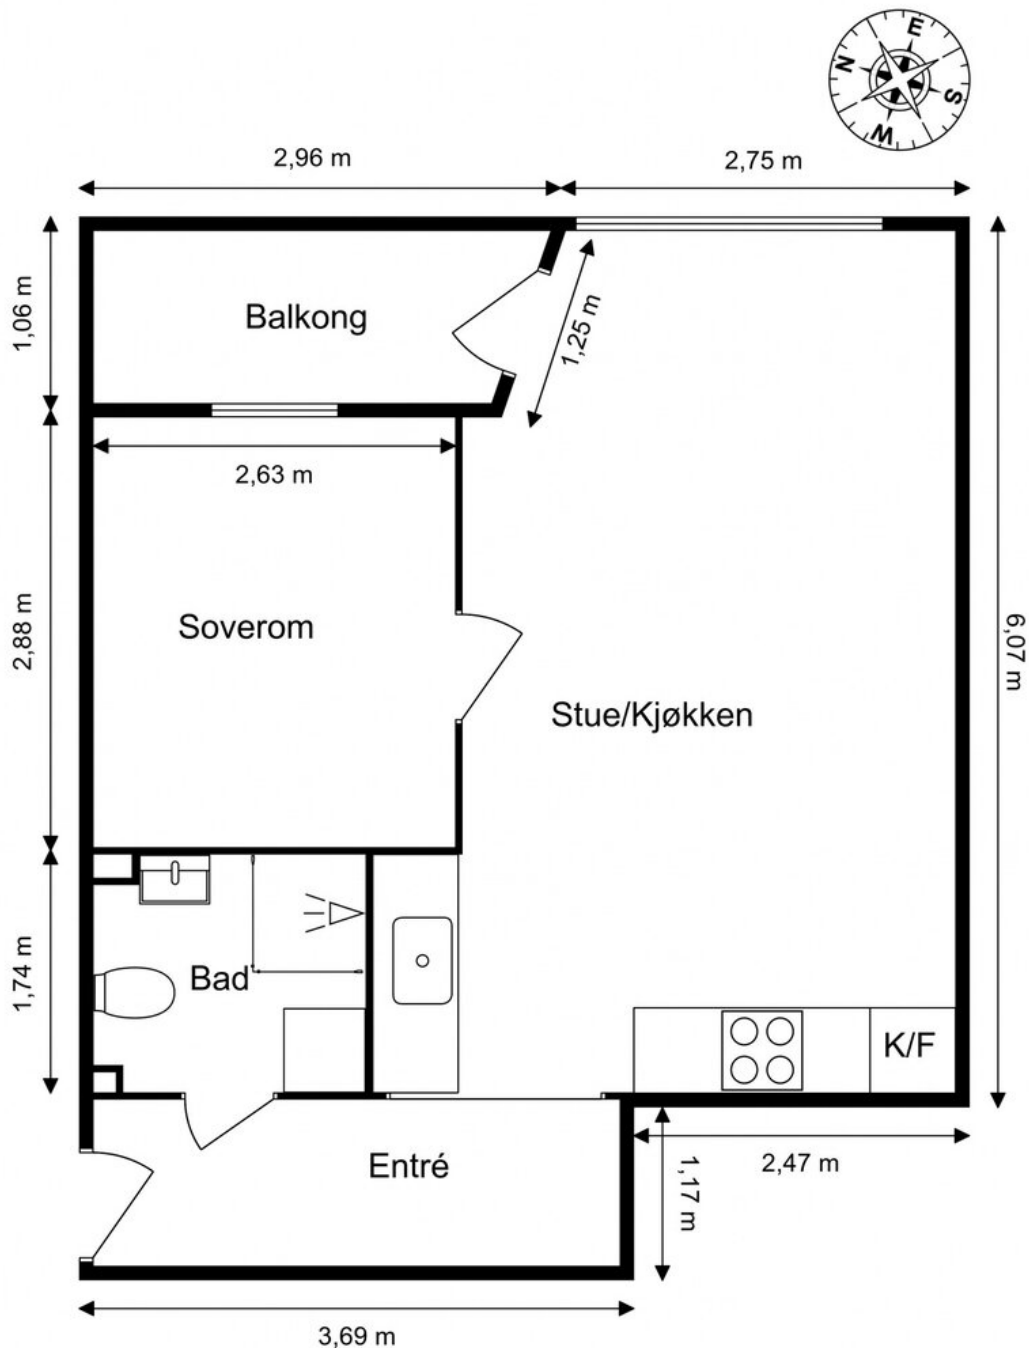 E
N
S
W
2,96 m
2,75 m
1,06 m
Balkong
1,25 m
2,63 m
2,88 m
Soverom
6,07 m
Stue/Kjøkken
1,74 m
Bad
K/F
Entré
1,17 m
2,47 m
3,69 m